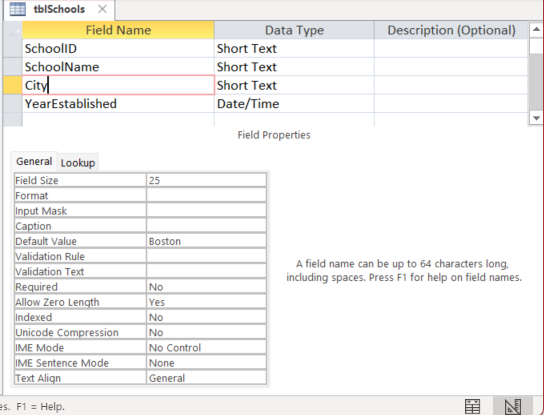 tblSchools
Field Name Data Type Description (Optional)
SchoolID Short Text
SchoolName Short Text
City Short Text
YearEstablished Date/Time
Field Properties
General Lookup
Field Size 25
Format
Input Mask
Caption
Default Value Boston
Validation Rule
Validation Text
Required No
Allow Zero Length Yes
Indexed No
Unicode Compression No
IME Mode No Control
IME Sentence Mode None
Text Align General
A field name can be up to 64 characters long,
including spaces. Press F1 for help on field names.
es. F1 = Help.